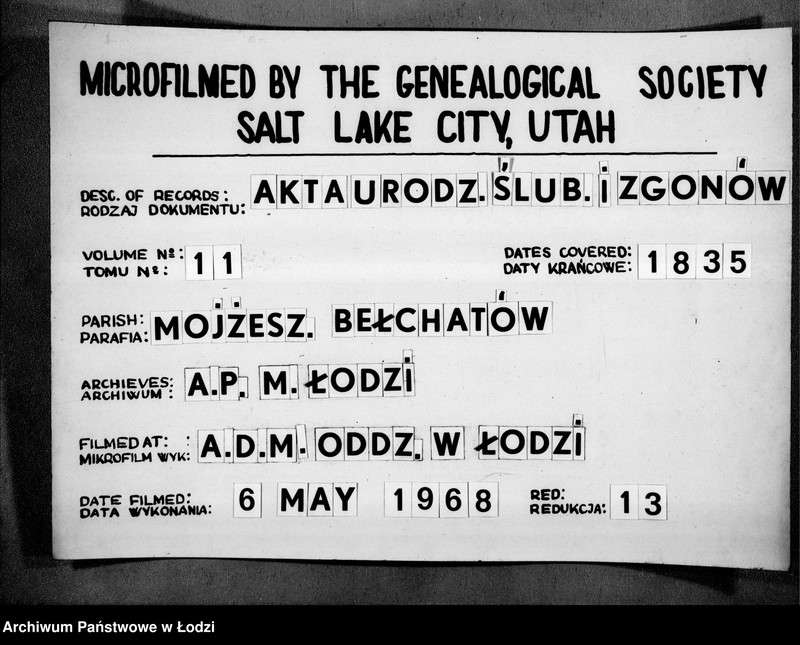 MICROFILMED BY THE GENEALOGICAL SOCIETY
SALT LAKE CITY, UTAH
DESC. OF RECORDS:
RODZAJ DOKUMENTU: AKTA URODZ. ŚLUB. i ZGONÓW
VOLUME Nº:
TOMU Nº: 11
DATES COVERED:
DATY KRAŃCOWE: 1835
PARISH:
PARAFIA: MOJŻESZ. BEŁCHATÓW
ARCHIEVES:
ARCHIWUM: A.P. M. ŁODZi
FILMED AT: :
MIKROFILM WYK: A.D.M. ODDZ. W ŁODZi
DATE FILMED:
DATA WYKONANIA: 6 MAY 1968
RED:
REDUKCJA: 13
Archiwum Państwowe w Łodzi